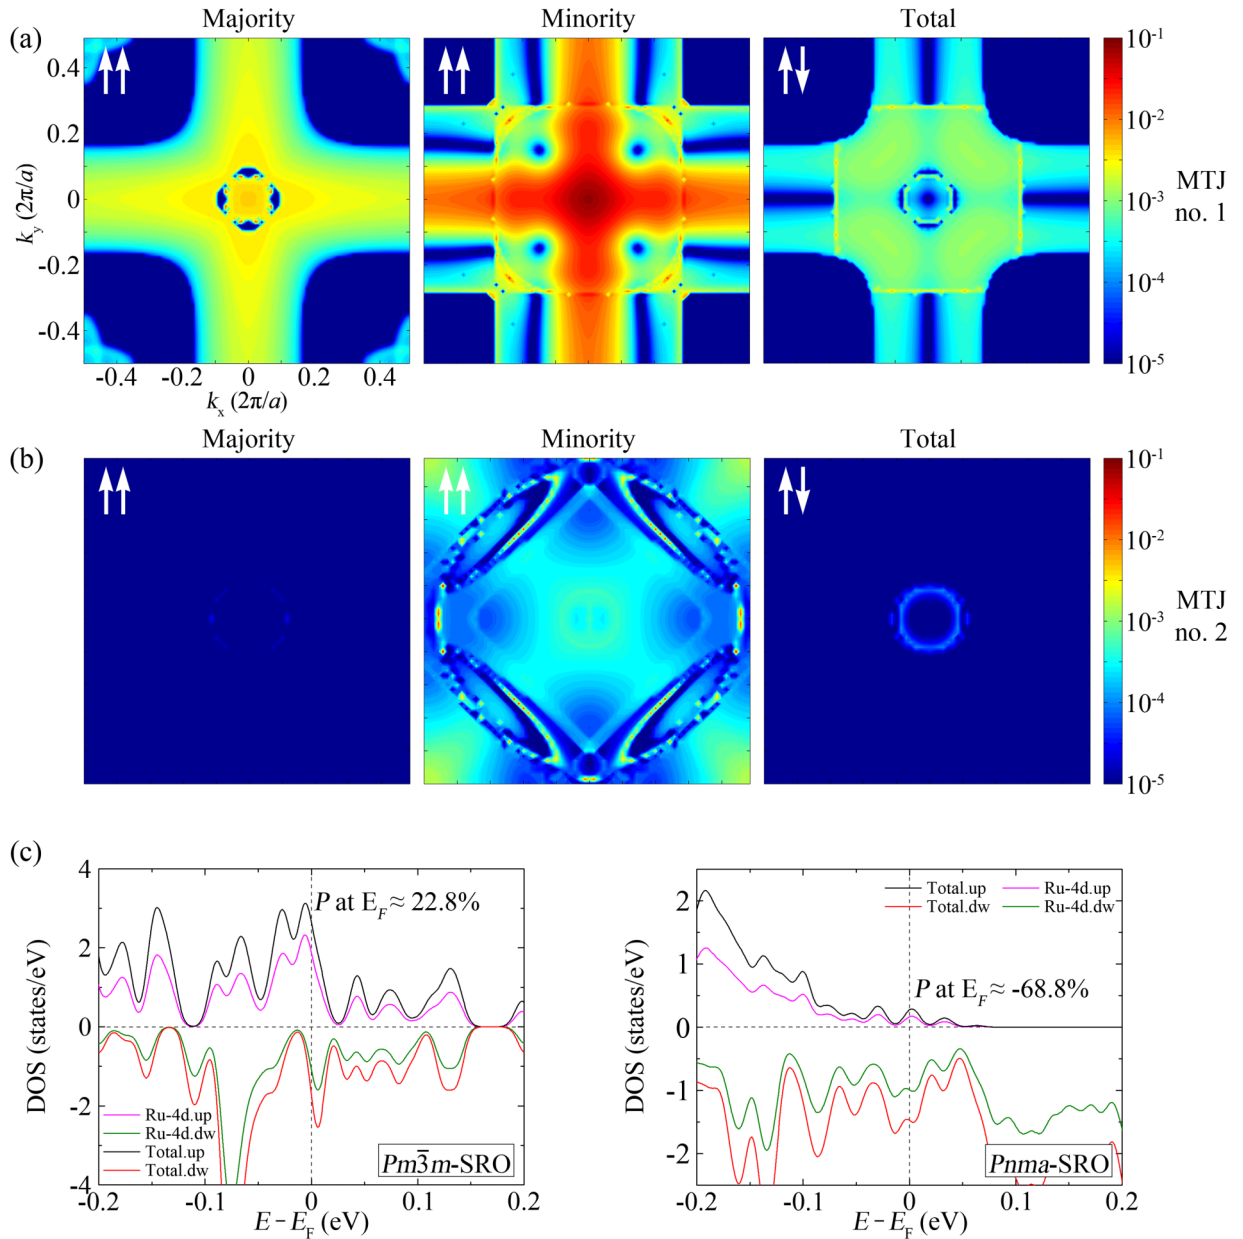 (a)
Majority
Minority
Total
0.4
0.2
0
-0.2
-0.4
k_y (2π/a)
-0.4 -0.2 0 0.2 0.4
k_x (2π/a)
10^-1
10^-2
10^-3
10^-4
10^-5
MTJ
no. 1
(b)
Majority
Minority
Total
10^-1
10^-2
10^-3
10^-4
10^-5
MTJ
no. 2
(c)
DOS (states/eV)
4
2
0
-2
-4
P at E_F ≈ 22.8%
Ru-4d.up
Ru-4d.dw
Total.up
Total.dw
Pm3̅m-SRO
-0.2 -0.1 0 0.1 0.2
E − E_F (eV)
DOS (states/eV)
2
1
0
-1
-2
Total.up
Total.dw
Ru-4d.up
Ru-4d.dw
P at E_F ≈ -68.8%
Pnma-SRO
-0.2 -0.1 0 0.1 0.2
E − E_F (eV)